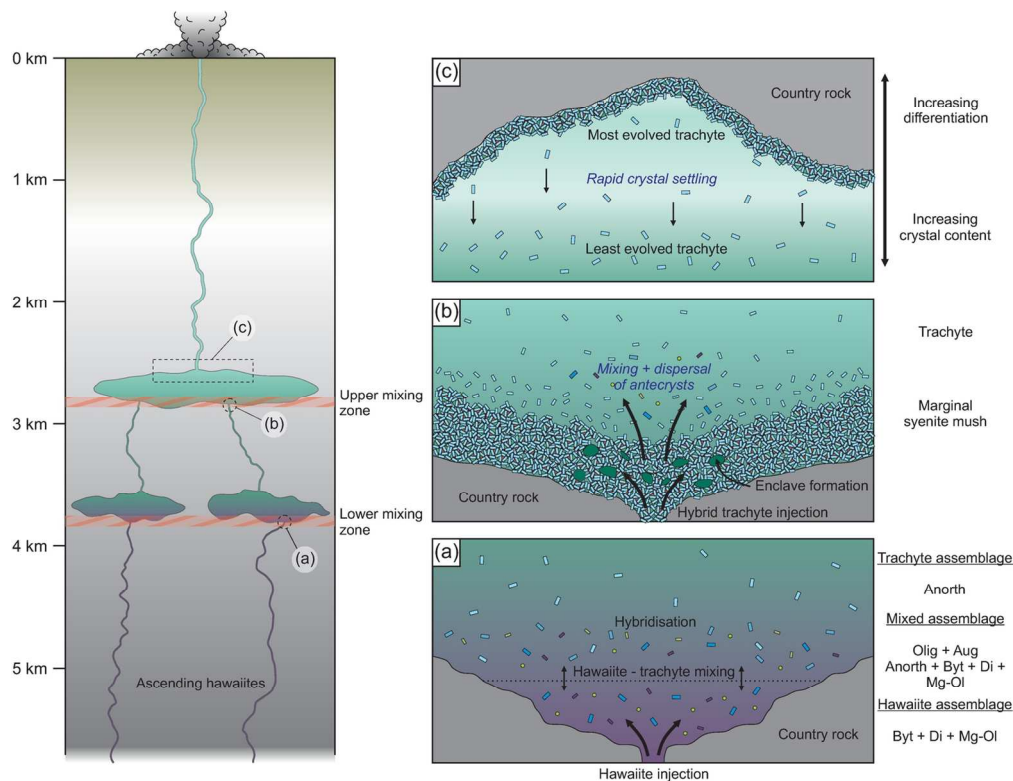 0 km
1 km
2 km
3 km
4 km
5 km
(c)
(b)
(a)
Upper mixing
zone
Lower mixing
zone
Ascending hawaiites
(c)
Country rock
Most evolved trachyte
Rapid crystal settling
Least evolved trachyte
Increasing
differentiation
Increasing
crystal content
(b)
Mixing + dispersal
of antecrysts
Trachyte
Marginal
syenite mush
Country rock
Enclave formation
Hybrid trachyte injection
(a)
Hybridisation
Hawaiite - trachyte mixing
Country rock
Hawaiite injection
Trachyte assemblage
Anorth
Mixed assemblage
Olig + Aug
Anorth + Byt + Di +
Mg-Ol
Hawaiite assemblage
Byt + Di + Mg-Ol